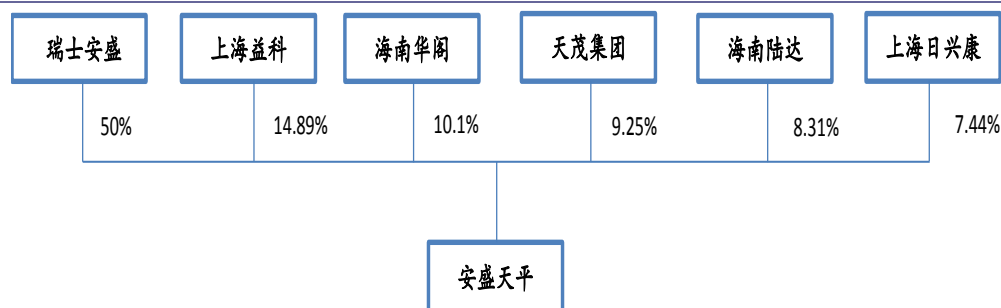 瑞士安盛
上海益科
海南华阁
天茂集团
海南陆达
上海日兴康
50%
14.89%
10.1%
9.25%
8.31%
7.44%
安盛天平